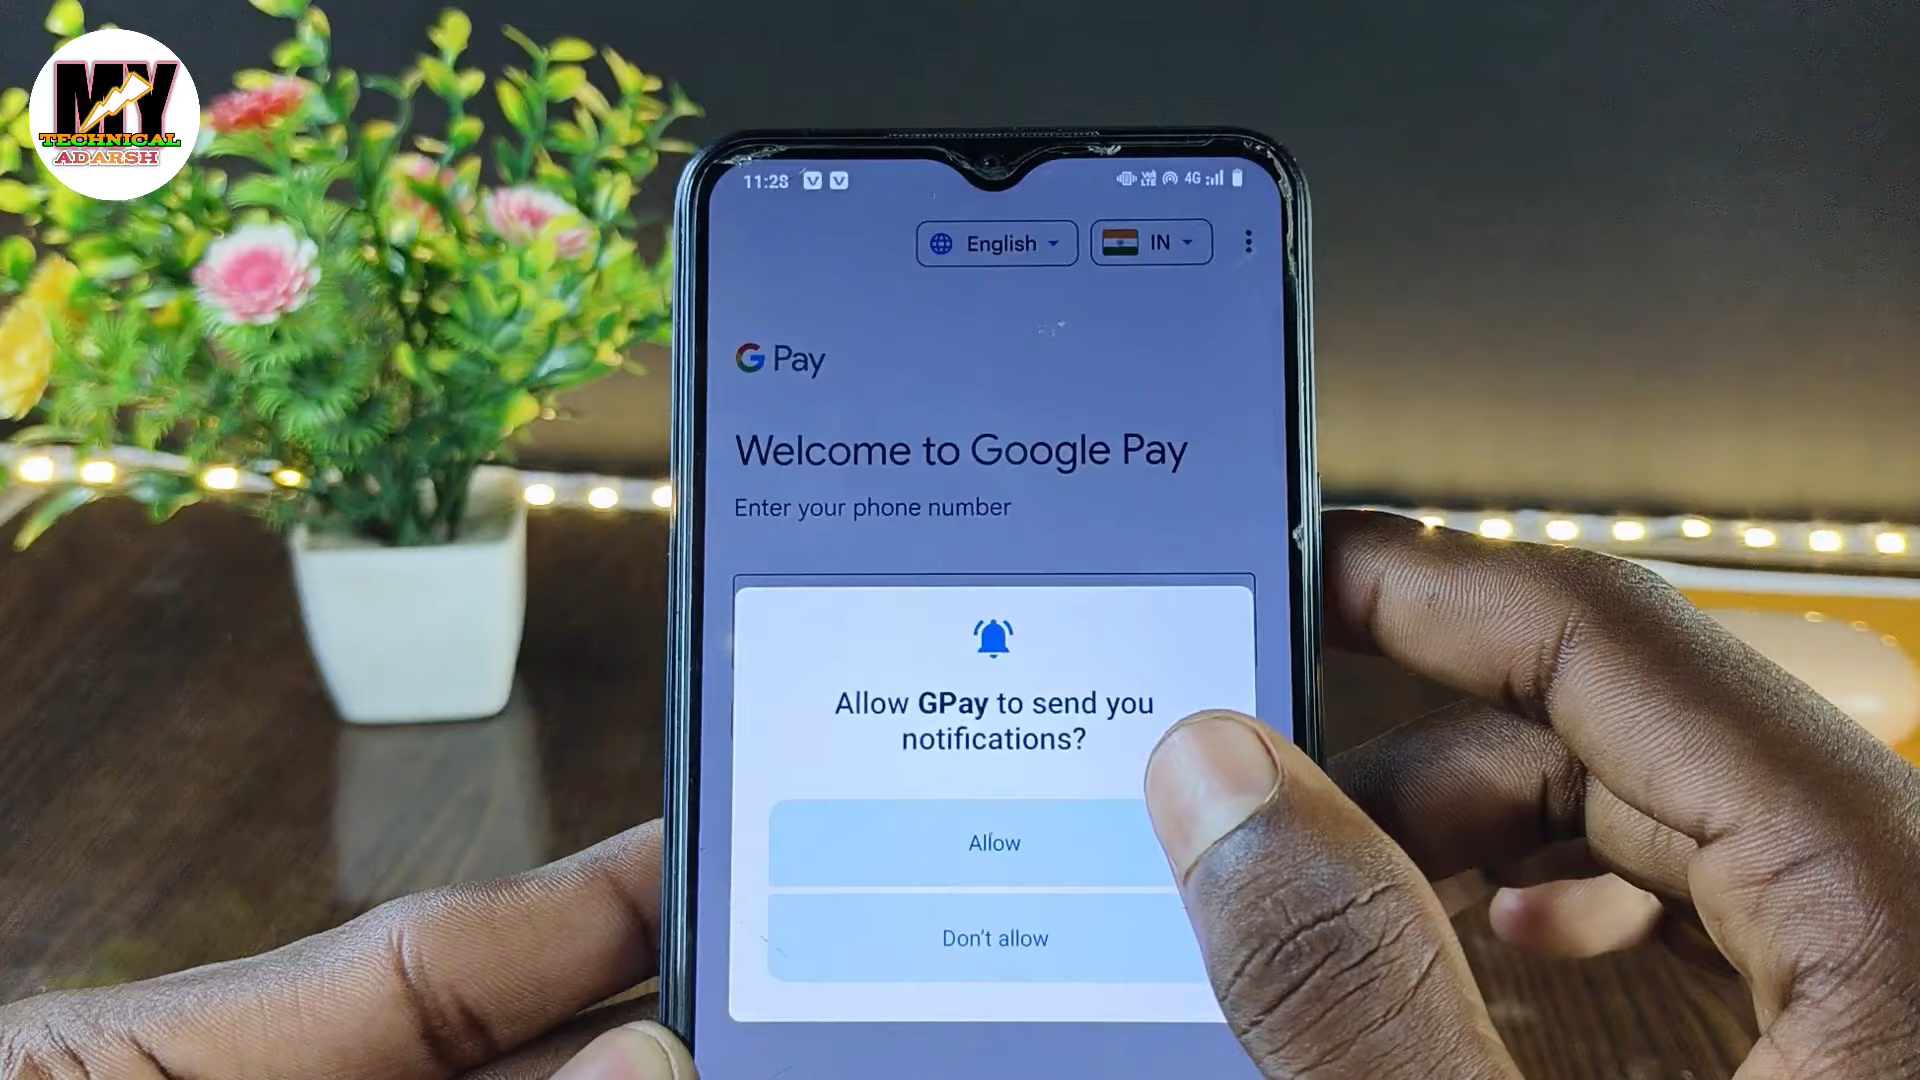 MY
TECHNICAL
ADARSH
11:28
4G
English
IN
G Pay
Welcome to Google Pay
Enter your phone number
Allow GPay to send you
notifications?
Allow
Don't allow